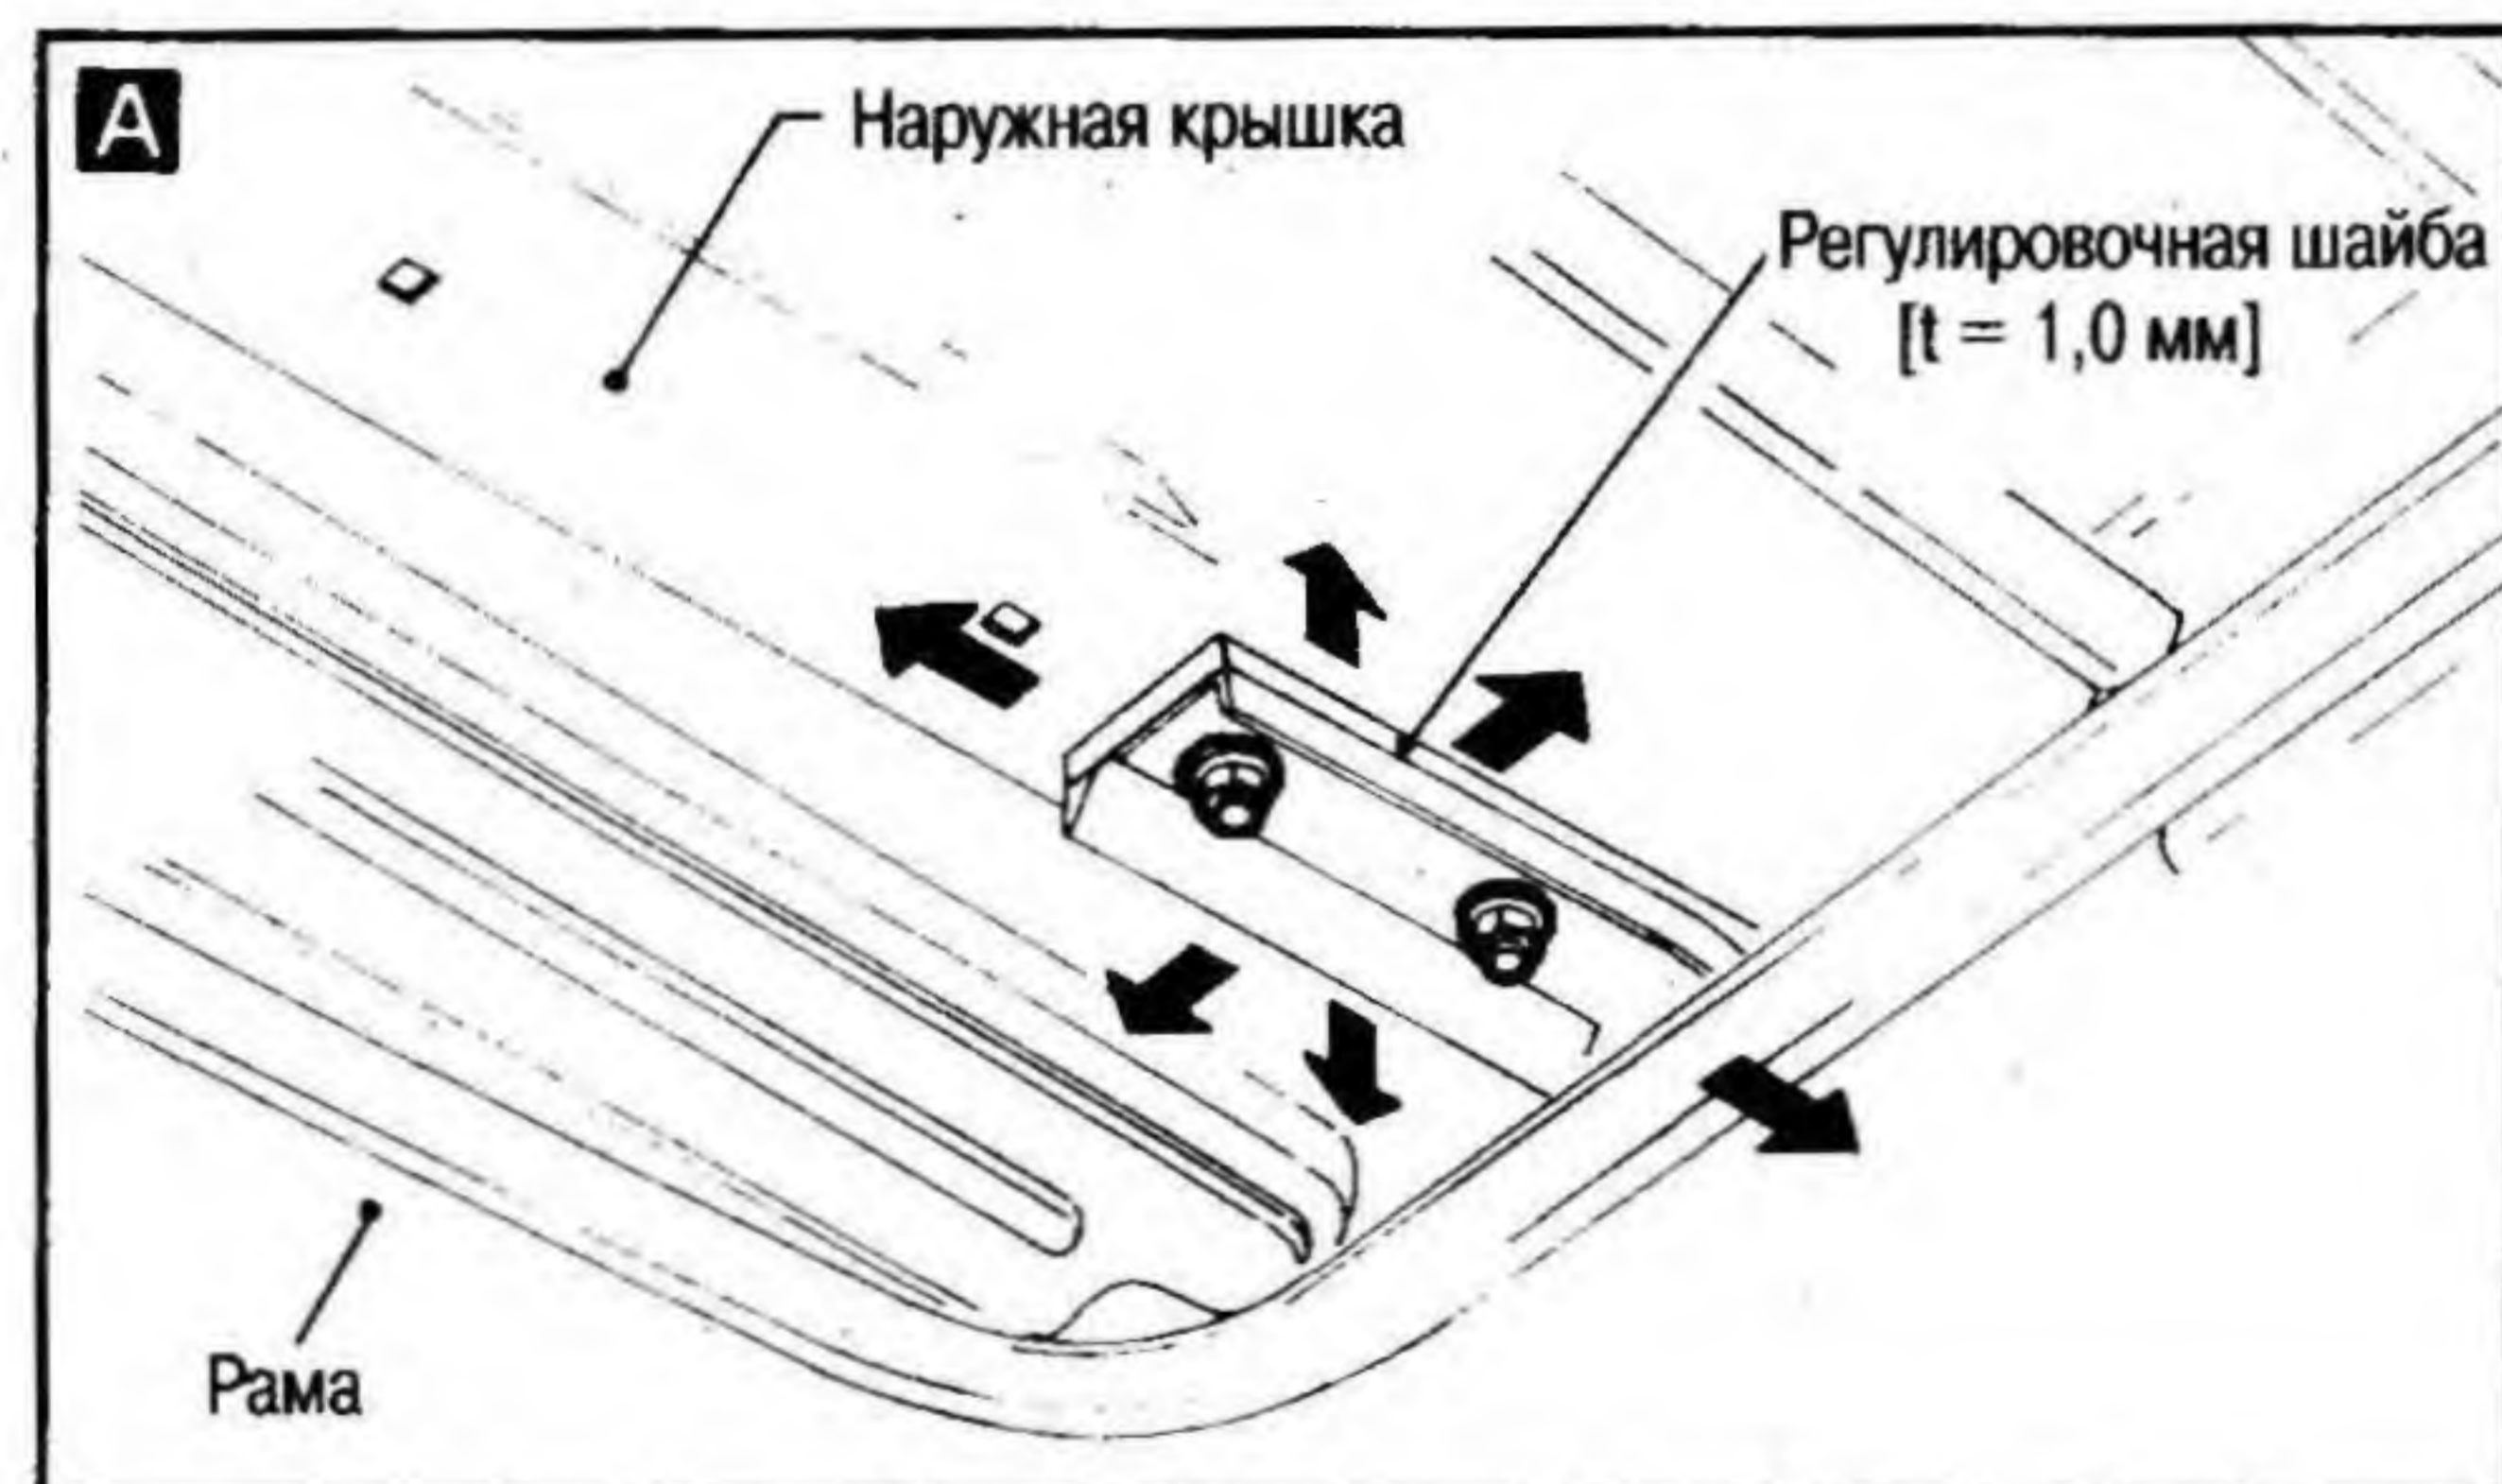 A
Наружная крышка
Регулировочная шайба
[t = 1,0 мм]
Рама